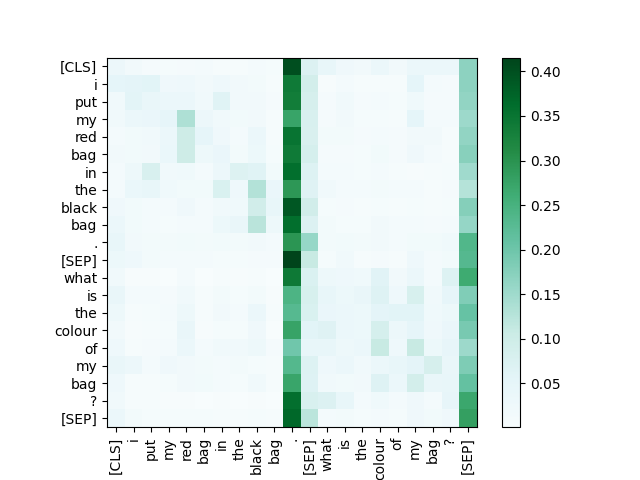 [CLS]
i
put
my
red
bag
in
the
black
bag
.
[SEP]
what
is
the
colour
of
my
bag
?
[SEP]
[CLS] i put my red bag in the black bag . [SEP] what is the colour of my bag ? [SEP]
0.40
0.35
0.30
0.25
0.20
0.15
0.10
0.05